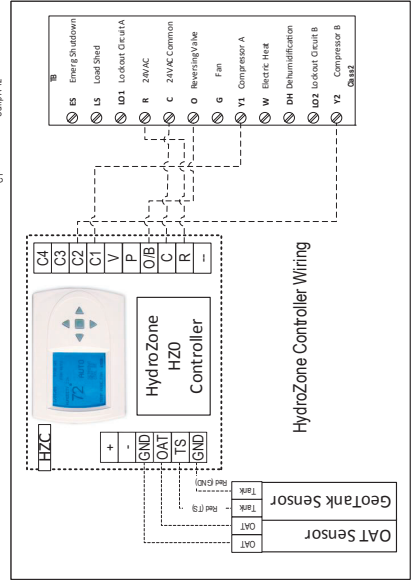 TB
ES Emerg Shutdown
LS Load Shed
LO1 Lockout Circuit A
R 24VAC
C 24VAC Common
O Reversing Valve
G Fan
Y1 Compressor A
W Electric Heat
DH Dehumidification
LO2 Lockout Circuit B
Y2 Compressor B
Class2
C4
C3
C2
C1
V
P
O/B
C
R
--
HZC
72
HydroZone
HZ0
Controller
+
-
GND
OAT
TS
GND
HydroZone Controller Wiring
Red (GND)
Red (TS)
Tank
Tank
OAT
OAT
GeoTank Sensor
OAT Sensor